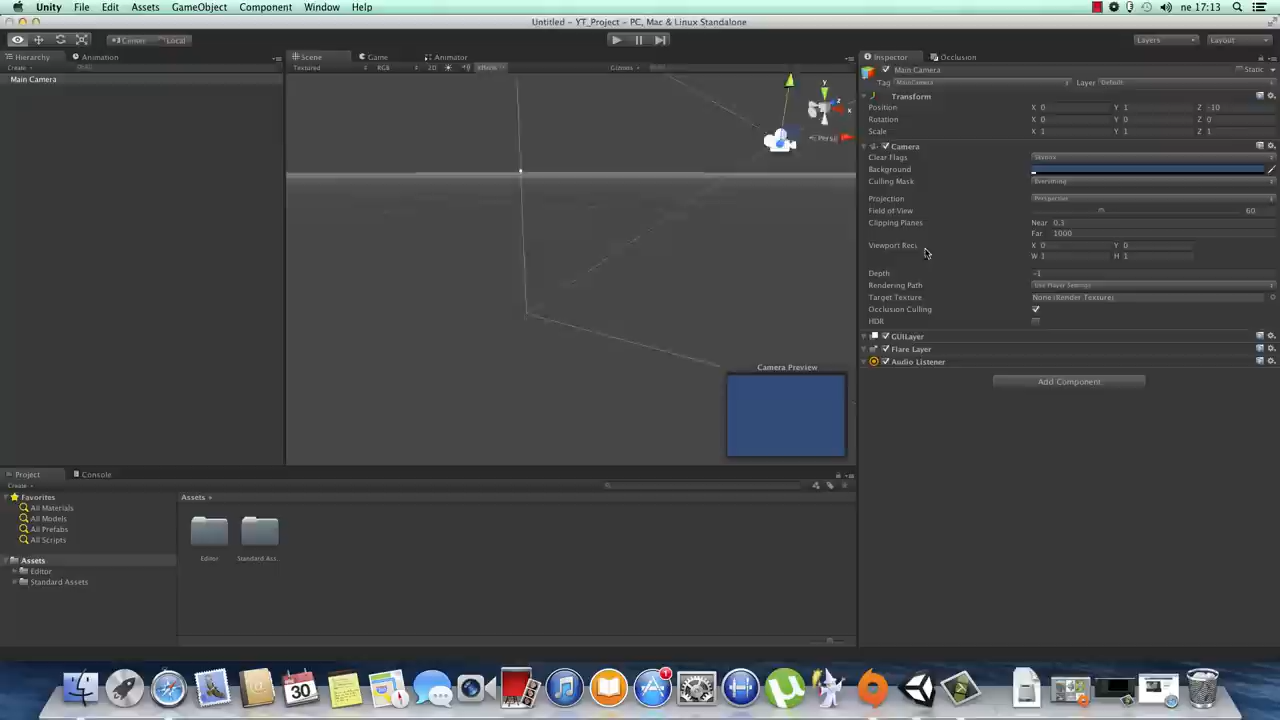 Unity File Edit Assets GameObject Component Window Help ne 17:13
Untitled - YT_Project - PC, Mac & Linux Standalone
Center Local Layers Layout
Hierarchy Animation Scene Game Animator Inspector Occlusion
Create Textured RGB 2D Effects Gizmos Main Camera Static
Main Camera
Tag MainCamera Layer Default
y
z
x
Persp
Transform
Position X 0 Y 1 Z -10
Rotation X 0 Y 0 Z 0
Scale X 1 Y 1 Z 1
Camera
Clear Flags Skybox
Background
Culling Mask Everything
Projection Perspective
Field of View 60
Clipping Planes Near 0.3
Far 1000
Viewport Rect X 0 Y 0
W 1 H 1
Depth -1
Rendering Path Use Player Settings
Target Texture None (Render Texture)
Occlusion Culling
HDR
GUILayer
Flare Layer
Audio Listener
Add Component
Camera Preview
Project Console
Create
Favorites
All Materials
All Models
All Prefabs
All Scripts
Assets
Editor
Standard Assets
Assets
Editor Standard Ass...
30
1